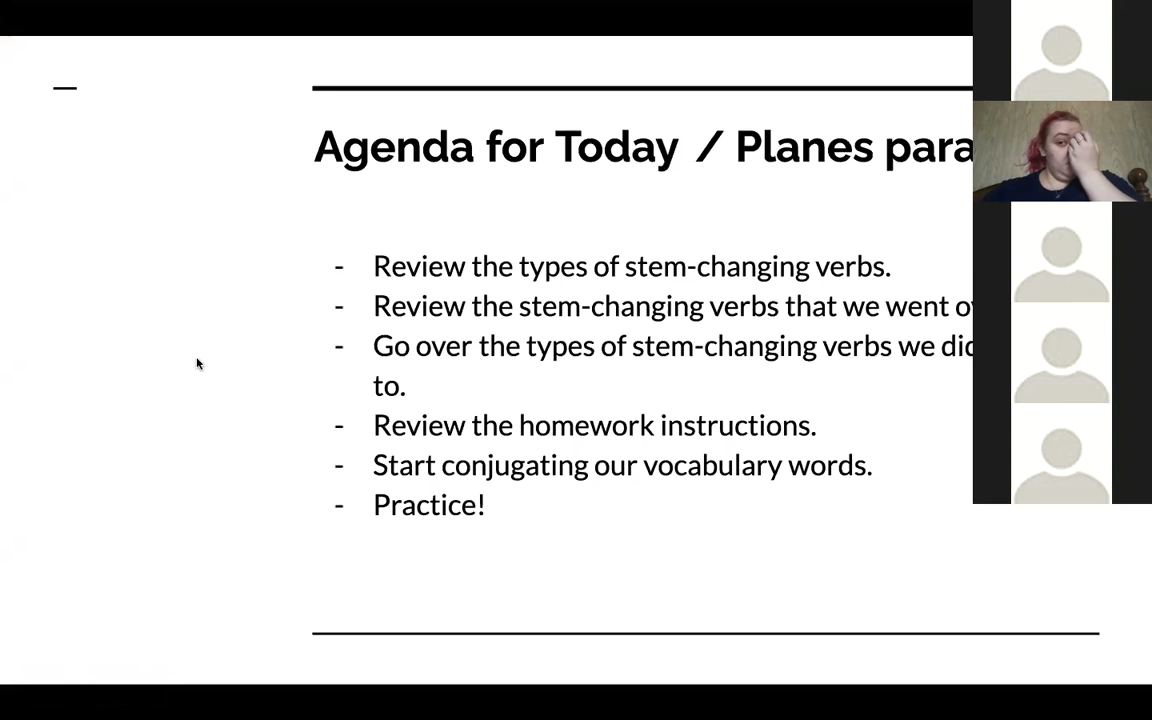 Agenda for Today / Planes para
- Review the types of stem-changing verbs.
- Review the stem-changing verbs that we went
- Go over the types of stem-changing verbs we
to.
- Review the homework instructions.
- Start conjugating our vocabulary words.
- Practice!